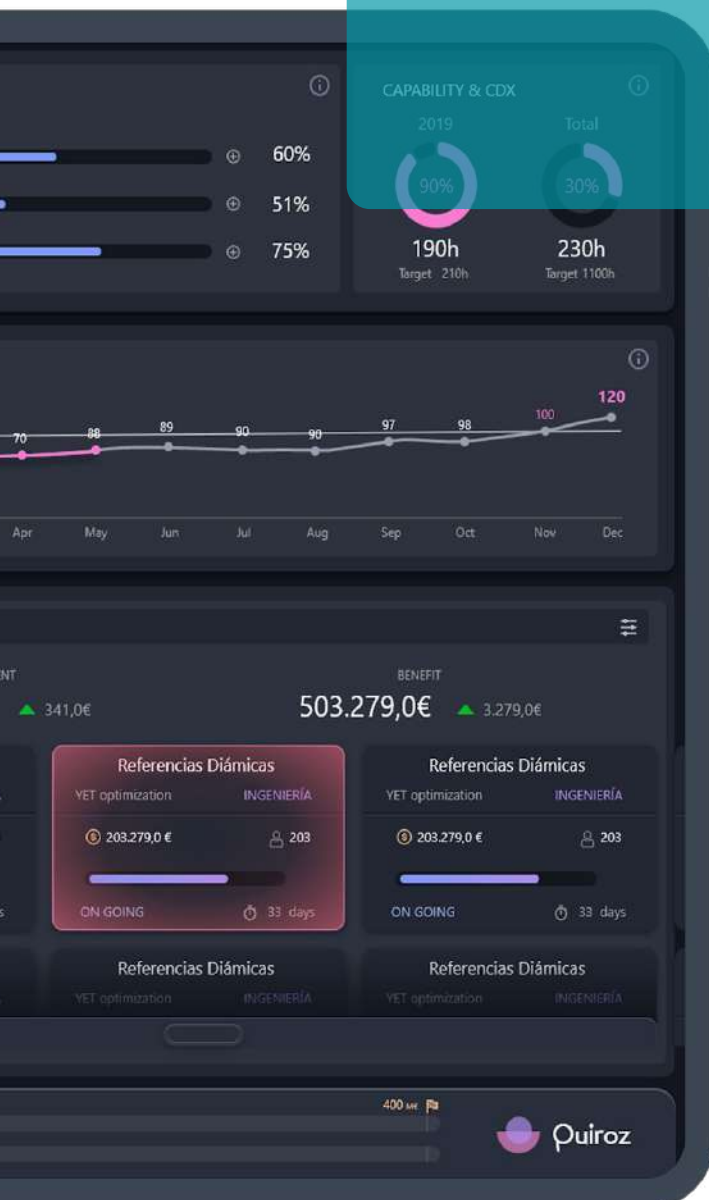 CAPABILITY & CDX
2019 Total
60%
90% 30%
51%
75%
190h 230h
Target 210h Target 1100h
120
100
70 88 89 90 90 97 98
Apr May Jun Jul Aug Sep Oct Nov Dec
ENT BENEFIT
341,0€ 503.279,0€ 3.279,0€
Referencias Diámicas Referencias Diámicas
YET optimization INGENIERÍA YET optimization INGENIERÍA
203.279,0 € 203 203.279,0 € 203
ON GOING 33 days ON GOING 33 days
Referencias Diámicas Referencias Diámicas
YET optimization INGENIERÍA YET optimization INGENIERÍA
400 M€
Quiroz